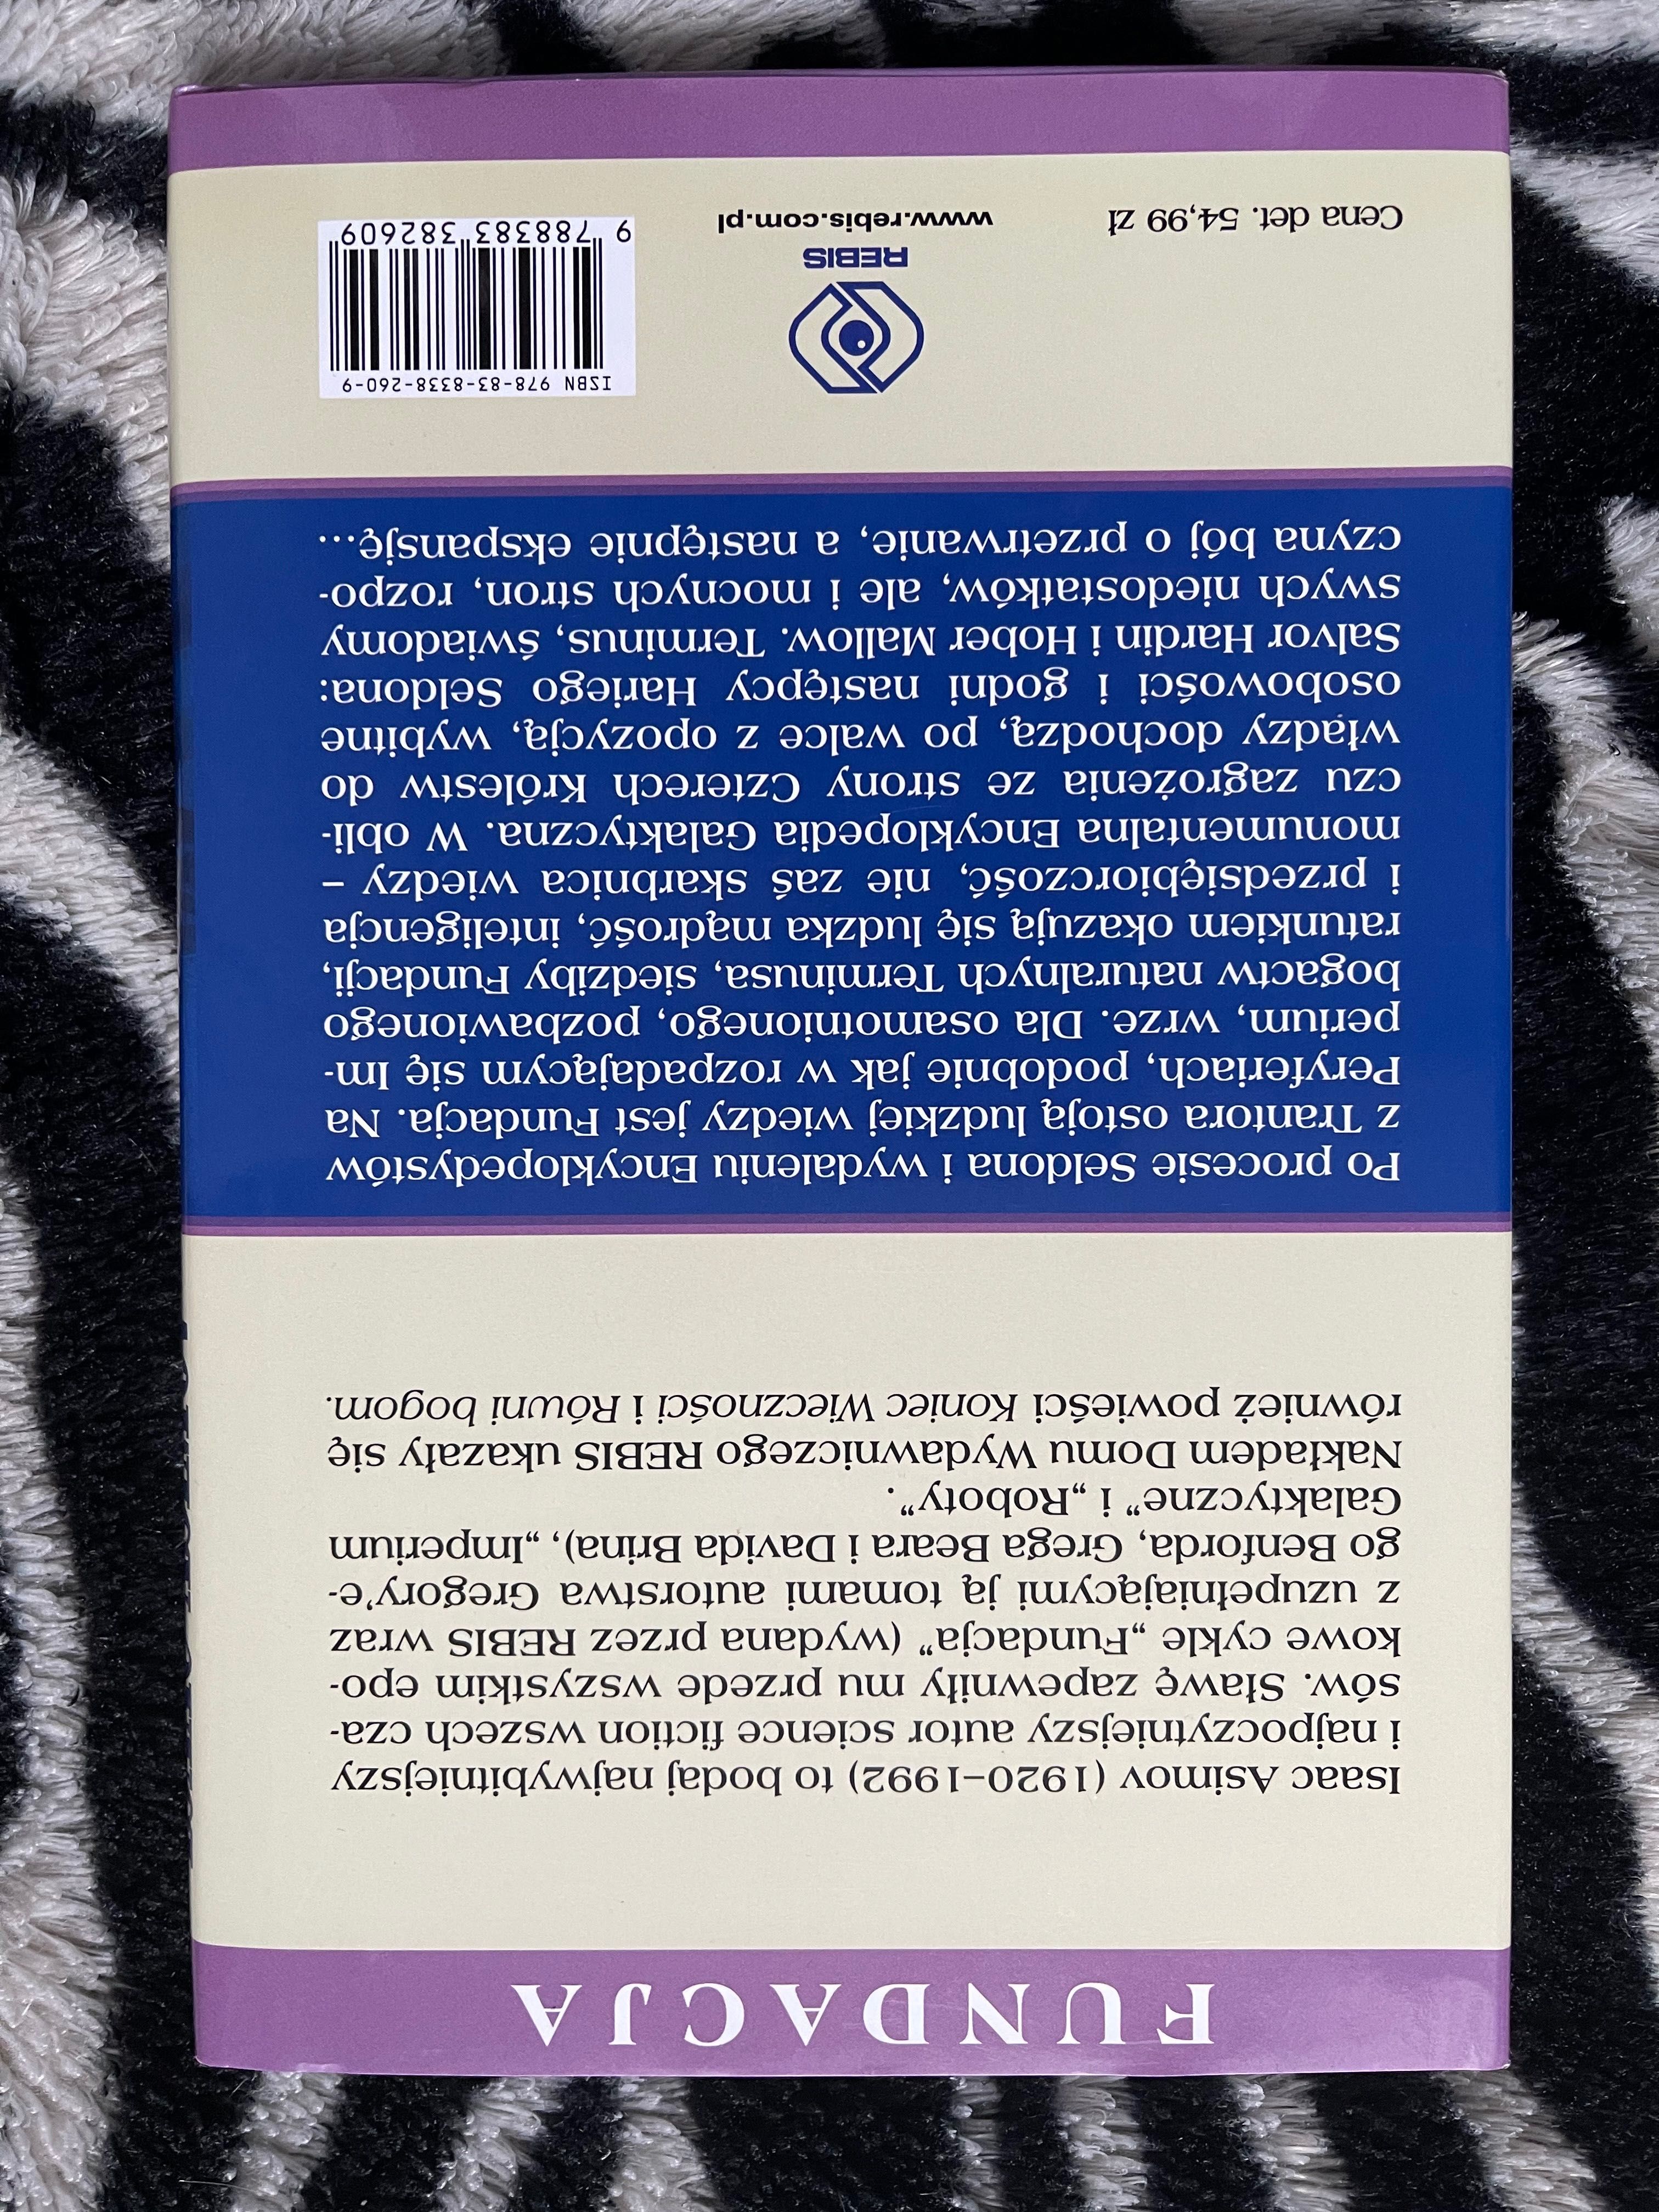 FUNDACJA
Isaac Asimov (1920–1992) to bodaj najwybitniejszy
i najpoczytniejszy autor science fiction wszech cza-
sów. Sławę zapewniły mu przede wszystkim epo-
kowe cykle „Fundacja” (wydana przez REBIS wraz
z uzupełniającymi ją tomami autorstwa Gregory’e-
go Benforda, Grega Beara i Davida Brina), „Imperium
Galaktyczne” i „Roboty”.
Nakładem Domu Wydawniczego REBIS ukazały się
również powieści Koniec Wieczności i Równi bogom.
Po procesie Seldona i wydaleniu Encyklopedystów
z Trantora ostoją ludzkiej wiedzy jest Fundacja. Na
Peryferiach, podobnie jak w rozpadającym się Im-
perium, wrze. Dla osamotnionego, pozbawionego
bogactw naturalnych Terminusa, siedziby Fundacji,
ratunkiem okazują się ludzka mądrość, inteligencja
i przedsiębiorczość, nie zaś skarbnica wiedzy –
monumentalna Encyklopedia Galaktyczna. W obli-
czu zagrożenia ze strony Czterech Królestw do
władzy dochodzą, po walce z opozycją, wybitne
osobowości i godni następcy Hariego Seldona:
Salvor Hardin i Hober Mallow. Terminus, świadomy
swych niedostatków, ale i mocnych stron, rozpo-
czyna bój o przetrwanie, a następnie ekspansję...
Cena det. 54,99 zł
REBIS
www.rebis.com.pl
ISBN 978-83-8338-260-9
9 788383 382609